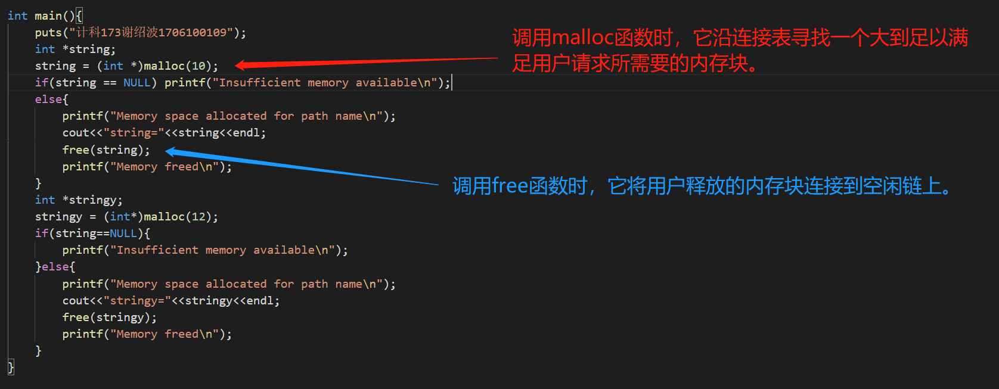 int main(){
puts("计科173谢绍波1706100109");
int *string;
string = (int *)malloc(10);
调用malloc函数时，它沿连接表寻找一个大到足以满
足用户请求所需要的内存块。
if(string == NULL) printf("Insufficient memory available\n");
else{
printf("Memory space allocated for path name\n");
cout<<"string="<<string<<endl;
free(string);
printf("Memory freed\n");
调用free函数时，它将用户释放的内存块连接到空闲链上。
}
int *stringy;
stringy = (int*)malloc(12);
if(string==NULL){
printf("Insufficient memory available\n");
}else{
printf("Memory space allocated for path name\n");
cout<<"stringy="<<stringy<<endl;
free(stringy);
printf("Memory freed\n");
}
}